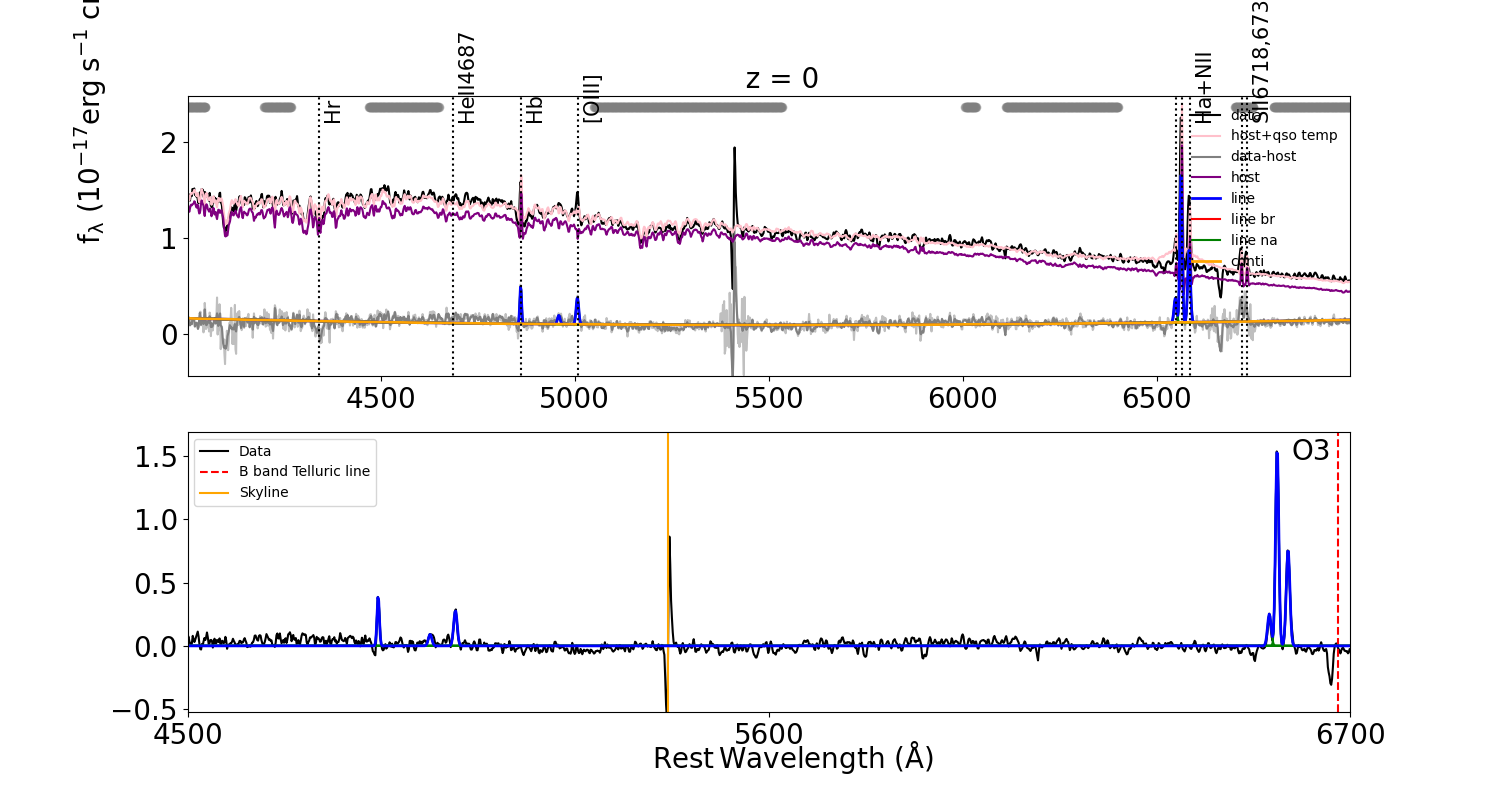 z = 0
f_λ (10^−17 erg s^−1
Hr
HeII4687
Hb
[OIII]
Ha+NII
SII6718,673
data
host+qso temp
data-host
host
line
line br
line na
conti
2
1
0
4500 5000 5500 6000 6500
Data
B band Telluric line
Skyline
O3
1.5
1.0
0.5
0.0
−0.5
4500 5600 6700
Rest Wavelength (Å)